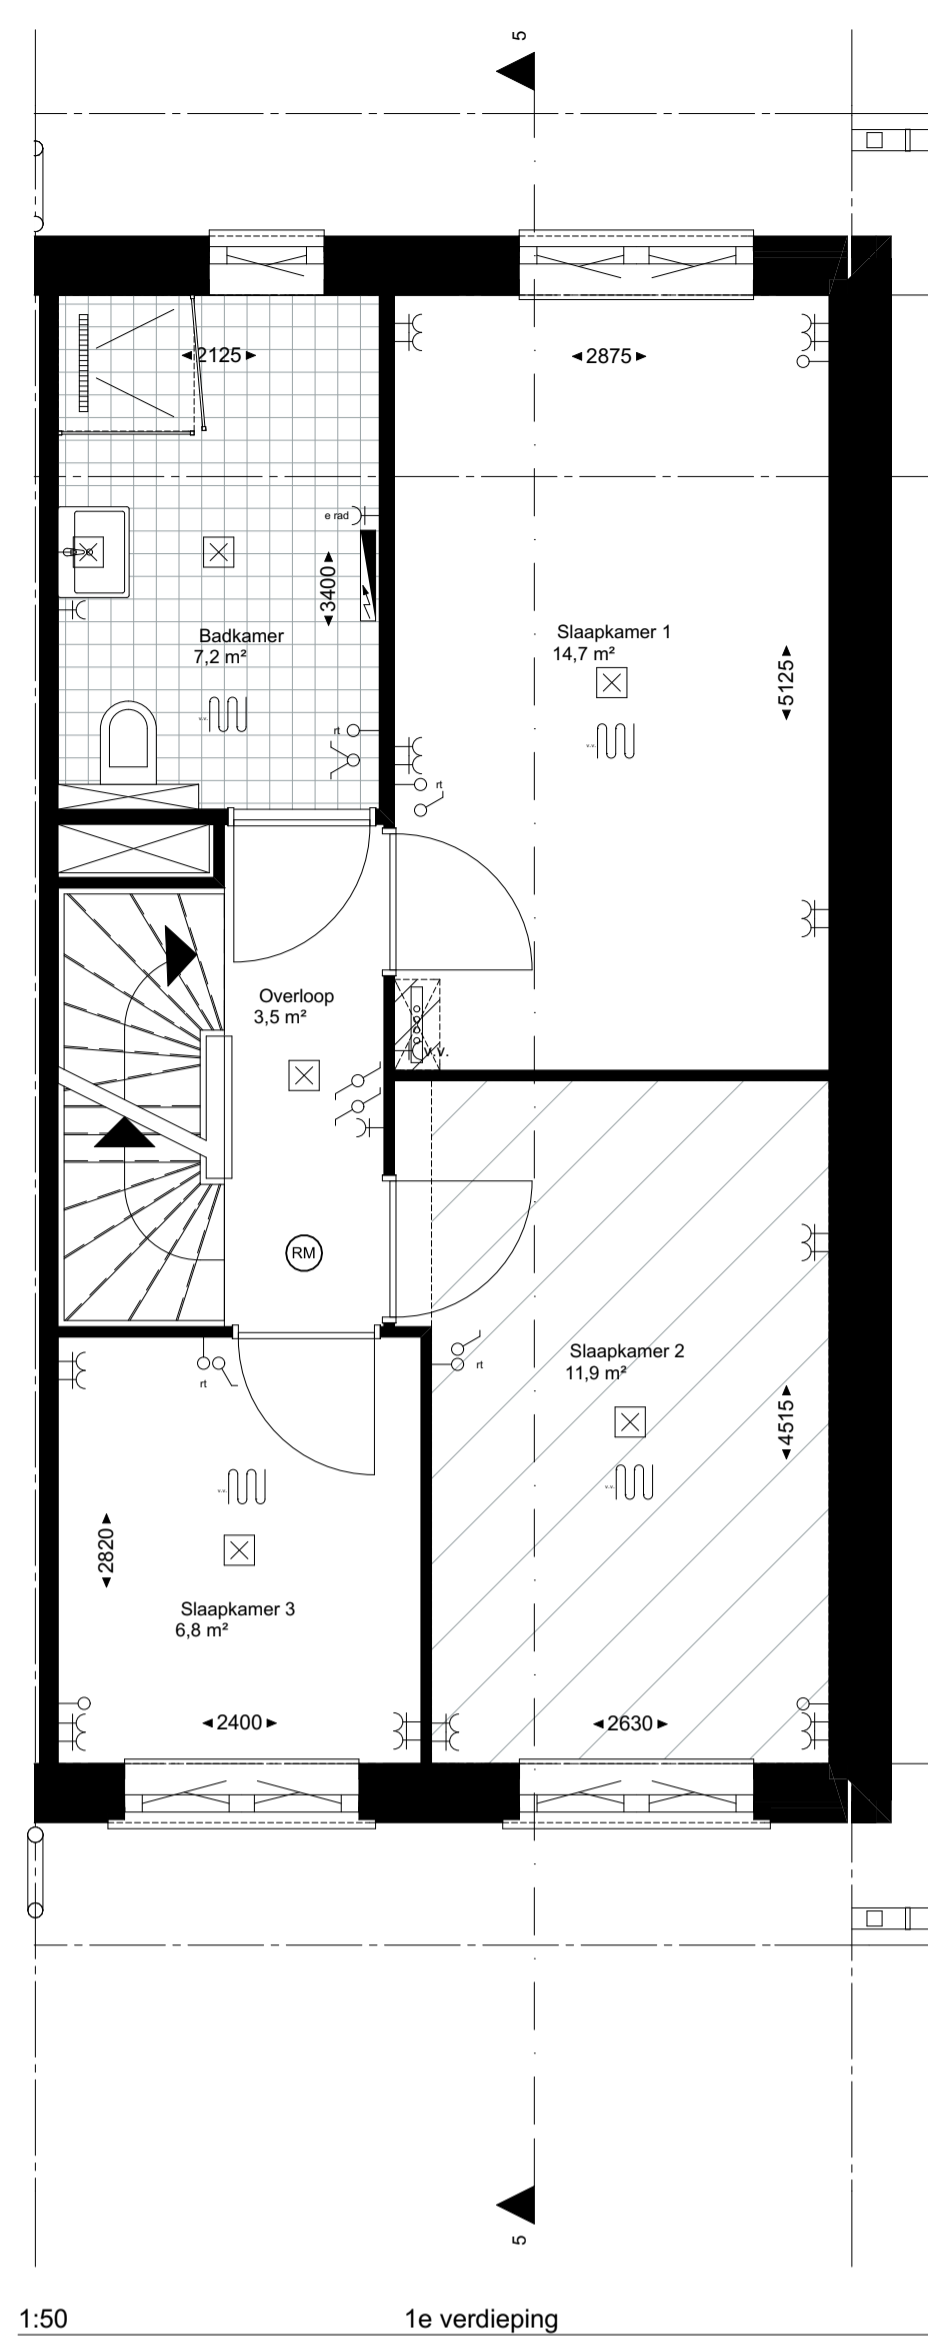 5
2125
2875
e rad
3400
Badkamer
7,2 m²
Slaapkamer 1
14,7 m²
5125
v.v.
v.v.
rt
rt
Overloop
3,5 m²
v.v.
RM
rt
rt
Slaapkamer 2
11,9 m²
4515
v.v.
v.v.
2820
Slaapkamer 3
6,8 m²
2400
2630
5
1:50
1e verdieping